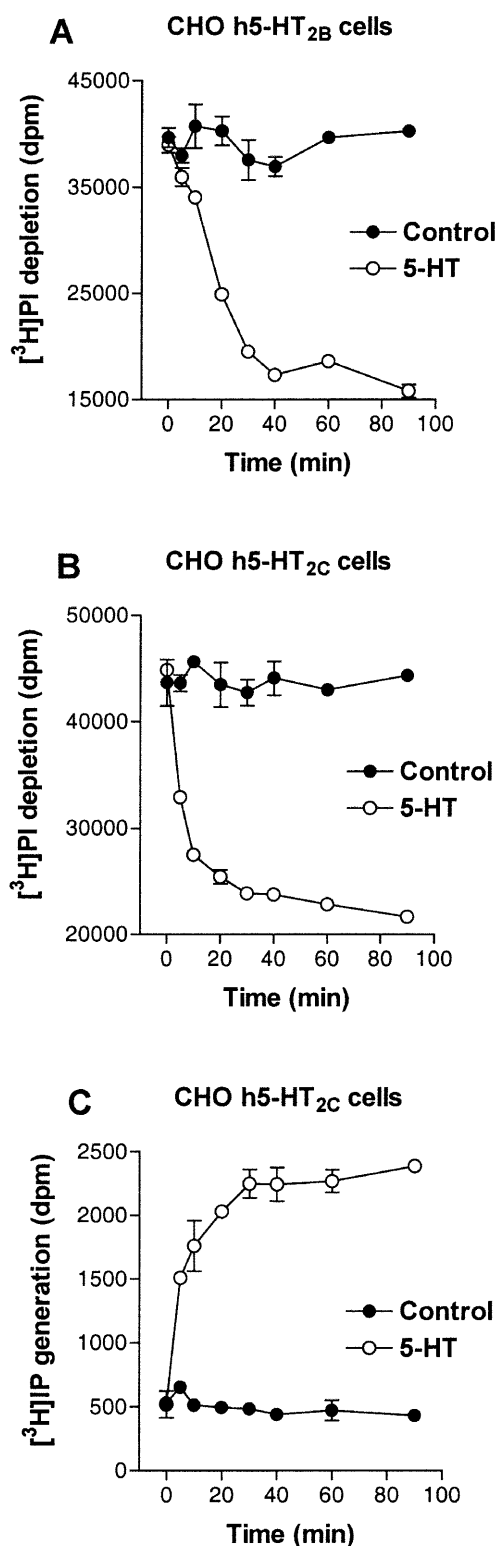 A
CHO h5-HT2B cells
[3H]PI depletion (dpm)
45000
35000
25000
15000
Control
5-HT
0 20 40 60 80 100
Time (min)
B
CHO h5-HT2C cells
[3H]PI depletion (dpm)
50000
40000
30000
20000
Control
5-HT
0 20 40 60 80 100
Time (min)
C
CHO h5-HT2C cells
[3H]IP generation (dpm)
2500
2000
1500
1000
500
0
Control
5-HT
0 20 40 60 80 100
Time (min)